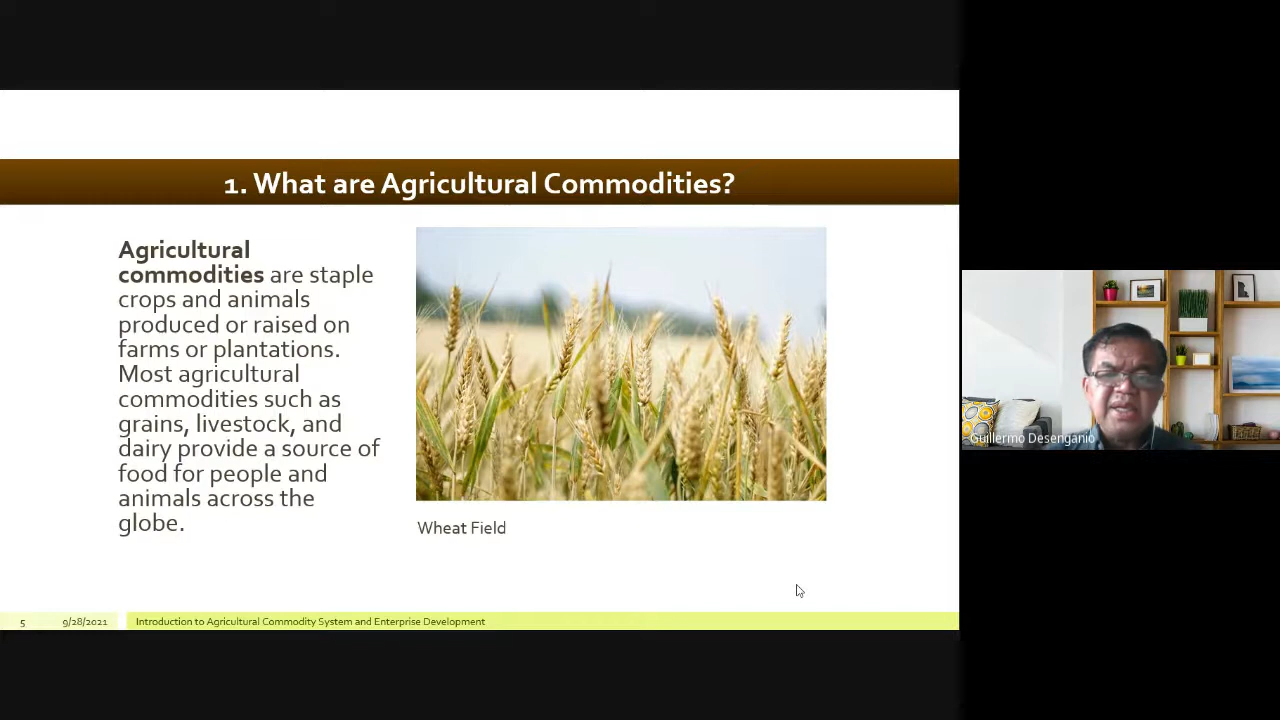 1. What are Agricultural Commodities?
Agricultural
commodities are staple
crops and animals
produced or raised on
farms or plantations.
Most agricultural
commodities such as
grains, livestock, and
dairy provide a source of
food for people and
animals across the
globe.
Wheat Field
5 9/28/2021 Introduction to Agricultural Commodity System and Enterprise Development
Guillermo Desenganio